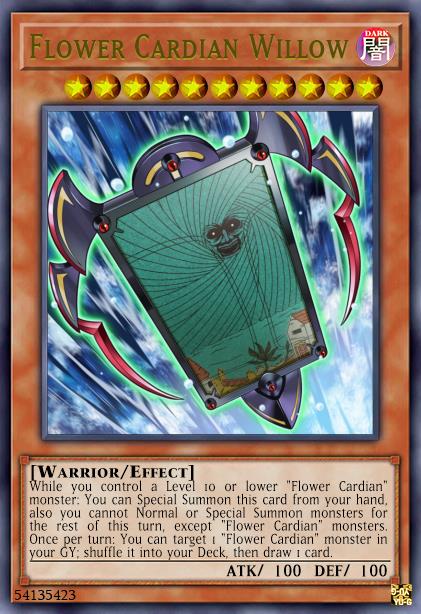 FLOWER CARDIAN WILLOW
DARK
闇
[WARRIOR/EFFECT]
While you control a Level 10 or lower "Flower Cardian"
monster: You can Special Summon this card from your hand,
also you cannot Normal or Special Summon monsters for
the rest of this turn, except "Flower Cardian" monsters.
Once per turn: You can target 1 "Flower Cardian" monster in
your GY; shuffle it into your Deck, then draw 1 card.
ATK/ 100 DEF/ 100
54135423